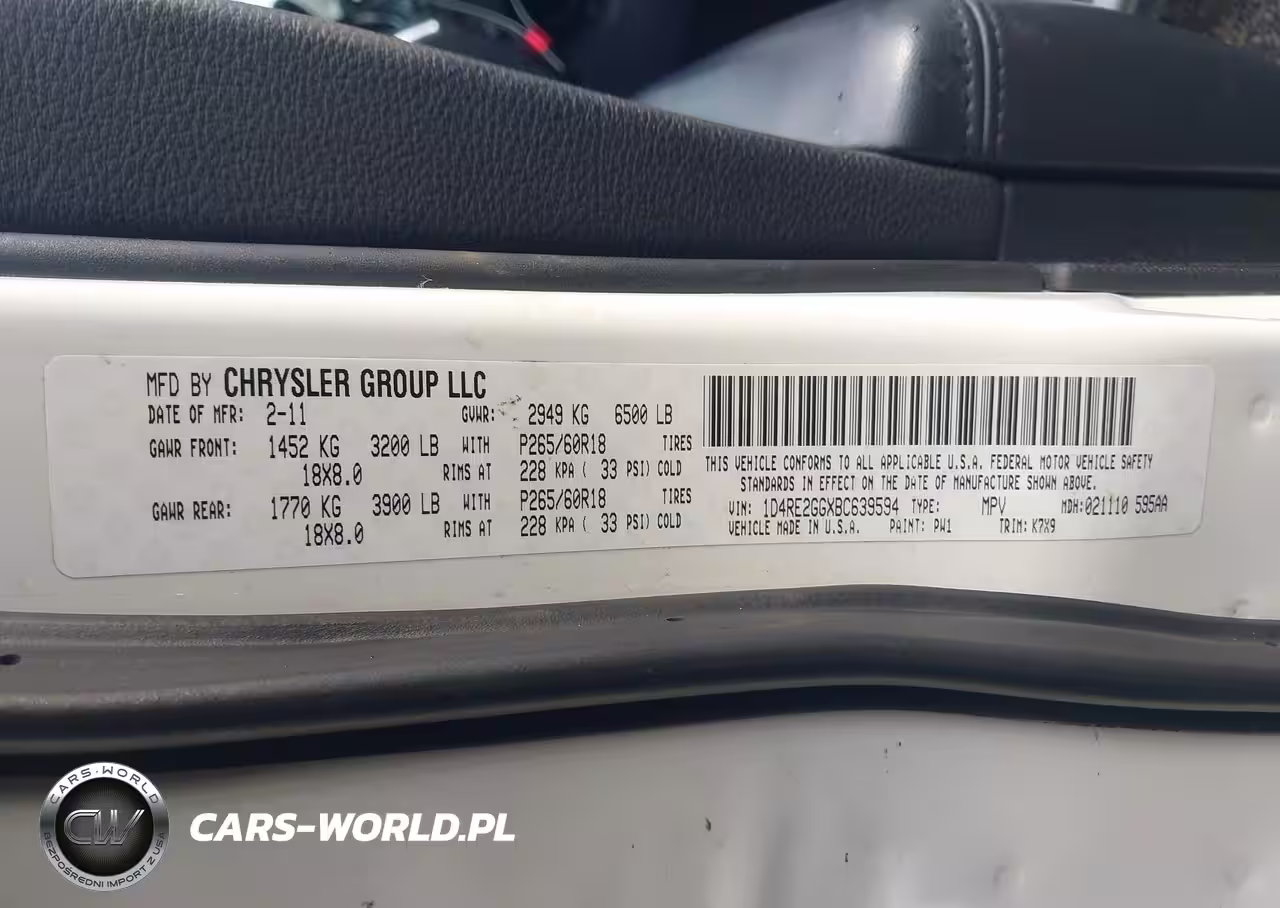 MFD BY CHRYSLER GROUP LLC
DATE OF MFR: 2-11 GVWR: 2949 KG 6500 LB
GAWR FRONT: 1452 KG 3200 LB WITH P265/60R18 TIRES
18X8.0 RIMS AT 228 KPA ( 33 PSI) COLD
GAWR REAR: 1770 KG 3900 LB WITH P265/60R18 TIRES
18X8.0 RIMS AT 228 KPA ( 33 PSI) COLD
THIS VEHICLE CONFORMS TO ALL APPLICABLE U.S.A. FEDERAL MOTOR VEHICLE SAFETY
STANDARDS IN EFFECT ON THE DATE OF MANUFACTURE SHOWN ABOVE.
VIN: 1D4RE2GGXBC639594 TYPE: MPV MDH:021110 595AA
VEHICLE MADE IN U.S.A. PAINT: PW1 TRIM: K7X9
CARS-WORLD
CW
BEZPOŚREDNI IMPORT Z USA
CARS-WORLD.PL